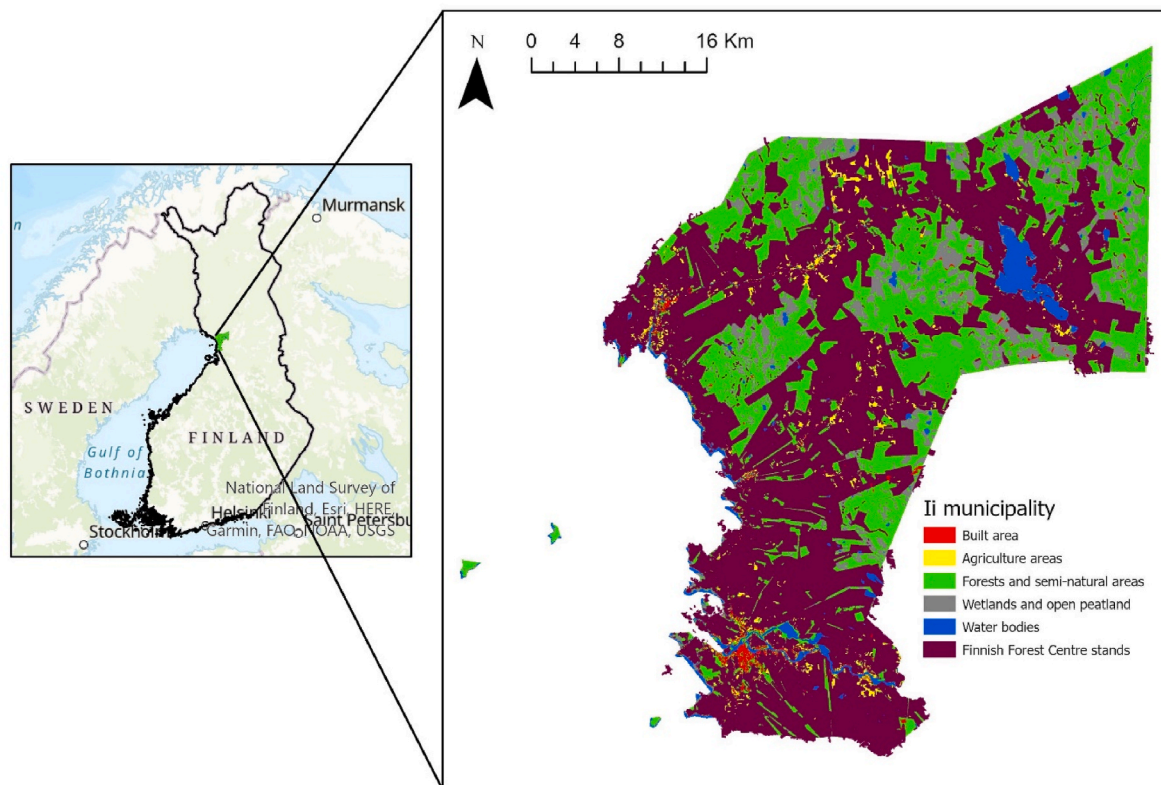 N
0 4 8 16 Km
Murmansk
n
SWEDEN
FINLAND
Gulf of
Bothnia
National Land Survey of
Helsinki Finland, Esri, HERE,
Stockholm Garmin, FAO, NOAA, USGS
Saint Petersbu
Ii municipality
Built area
Agriculture areas
Forests and semi-natural areas
Wetlands and open peatland
Water bodies
Finnish Forest Centre stands